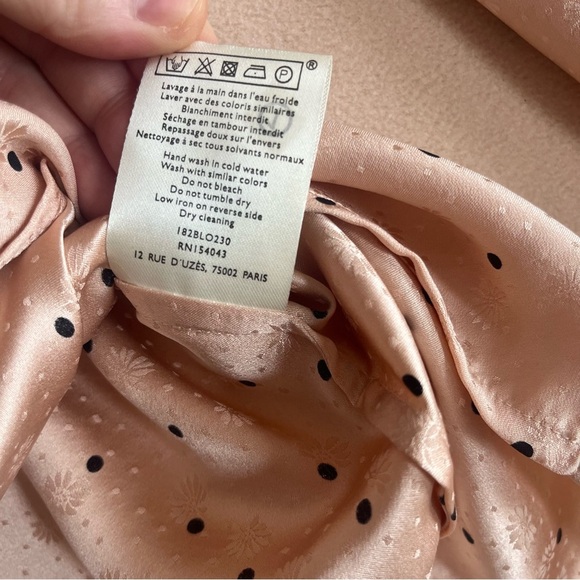 P ®
Lavage à la main dans l'eau froide
Laver avec des coloris similaires
Blanchiment interdit
Séchage en tambour interdit
Repassage doux sur l'envers
Nettoyage à sec tous solvants normaux
Hand wash in cold water
Wash with similar colors
Do not bleach
Do not tumble dry
Low iron on reverse side
Dry cleaning
182BLO230
RN154043
12 RUE D'UZÈS, 75002 PARIS